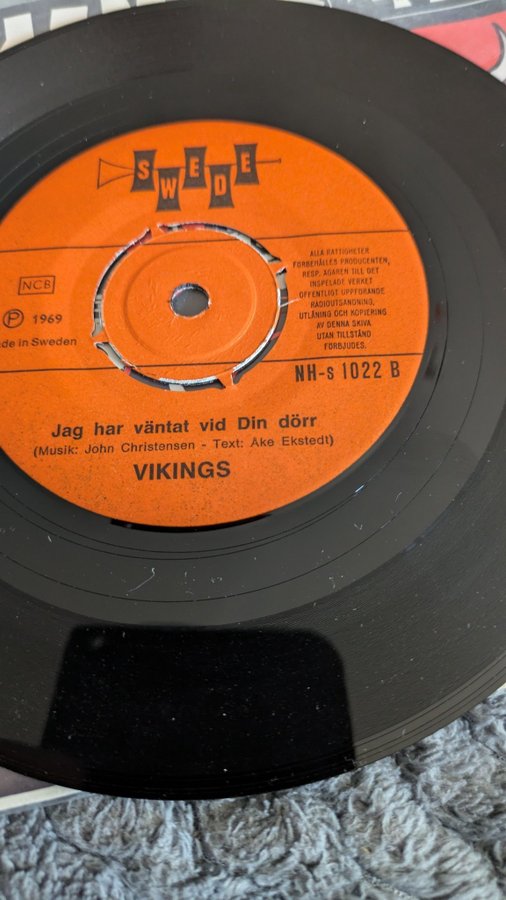 SWEDE
NCB
P 1969
de in Sweden
ALLA RÄTTIGHETER
FÖRBEHÅLLES PRODUCENTEN,
RESP. ÄGAREN TILL DET
INSPELADE VERKET
OFFENTLIGT UPPFÖRANDE
RADIOUTSÄNDNING,
UTLÅNING OCH KOPIERING
AV DENNA SKIVA
UTAN TILLSTÅND
FÖRBJUDES.
NH-s 1022 B
Jag har väntat vid Din dörr
(Musik: John Christensen - Text: Åke Ekstedt)
VIKINGS